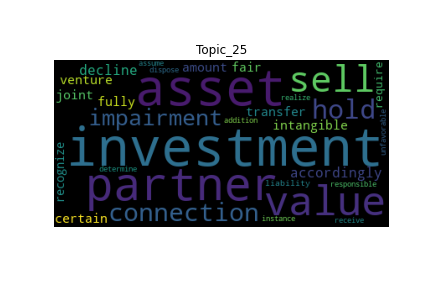 Topic_25
assume
decline
dispose
amount
fair
venture
asset
sell
require
joint
fully
realize
hold
impairment
transfer
addition
intangible
unfavorable
investment
recognize
determine
accordingly
partner
liability
responsible
value
certain
connection
instance
receive